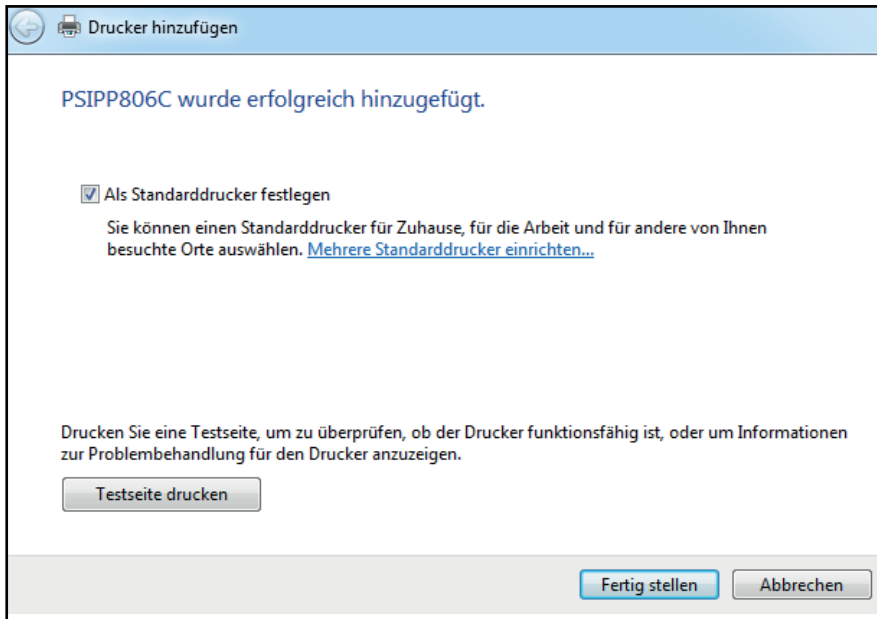 Drucker hinzufügen
PSIPP806C wurde erfolgreich hinzugefügt.
Als Standarddrucker festlegen
Sie können einen Standarddrucker für Zuhause, für die Arbeit und für andere von Ihnen
besuchte Orte auswählen. Mehrere Standarddrucker einrichten...
Drucken Sie eine Testseite, um zu überprüfen, ob der Drucker funktionsfähig ist, oder um Informationen
zur Problembehandlung für den Drucker anzuzeigen.
Testseite drucken
Fertig stellen Abbrechen